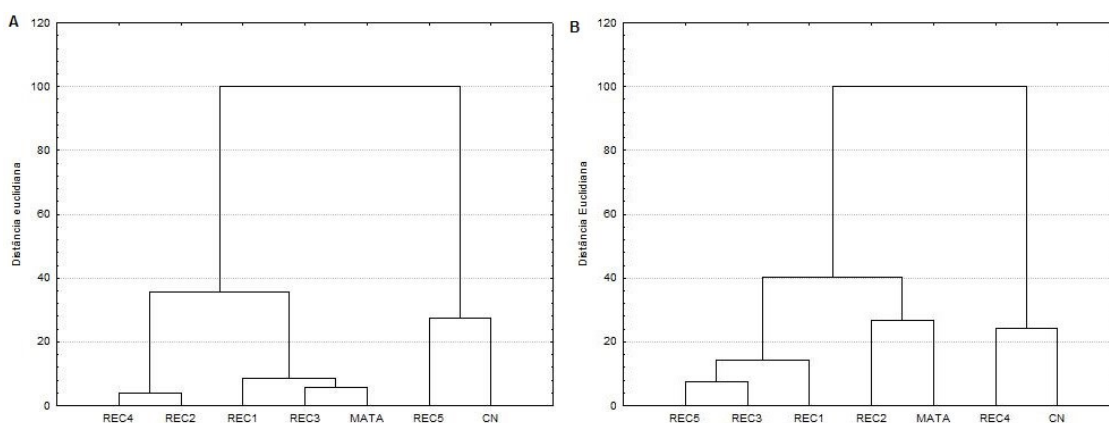 A
120
100
80
60
40
20
0
Distância euclidiana
REC4 REC2 REC1 REC3 MATA REC5 CN
B
120
100
80
60
40
20
0
Distância Euclidiana
REC5 REC3 REC1 REC2 MATA REC4 CN